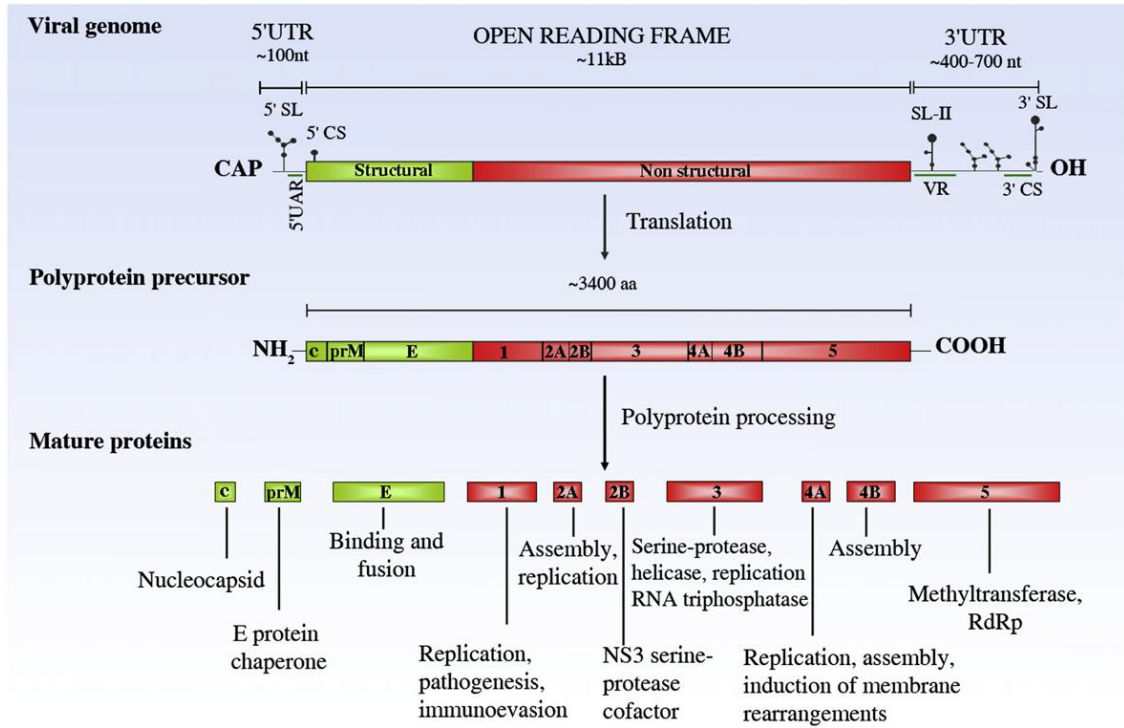 Viral genome
5'UTR
~100nt
OPEN READING FRAME
~11kB
3'UTR
~400-700 nt
5' SL
5' CS
SL-II
3' SL
CAP
Structural
Non structural
OH
5'UAR
VR
3' CS
Translation
Polyprotein precursor
~3400 aa
NH2
c
prM
E
1
2A
2B
3
4A
4B
5
COOH
Polyprotein processing
Mature proteins
c
prM
E
1
2A
2B
3
4A
4B
5
Nucleocapsid
E protein
chaperone
Binding and
fusion
Replication,
pathogenesis,
immunoevasion
Assembly,
replication
NS3 serine-
protease
cofactor
Serine-protease,
helicase, replication
RNA triphosphatase
Replication, assembly,
induction of membrane
rearrangements
Assembly
Methyltransferase,
RdRp